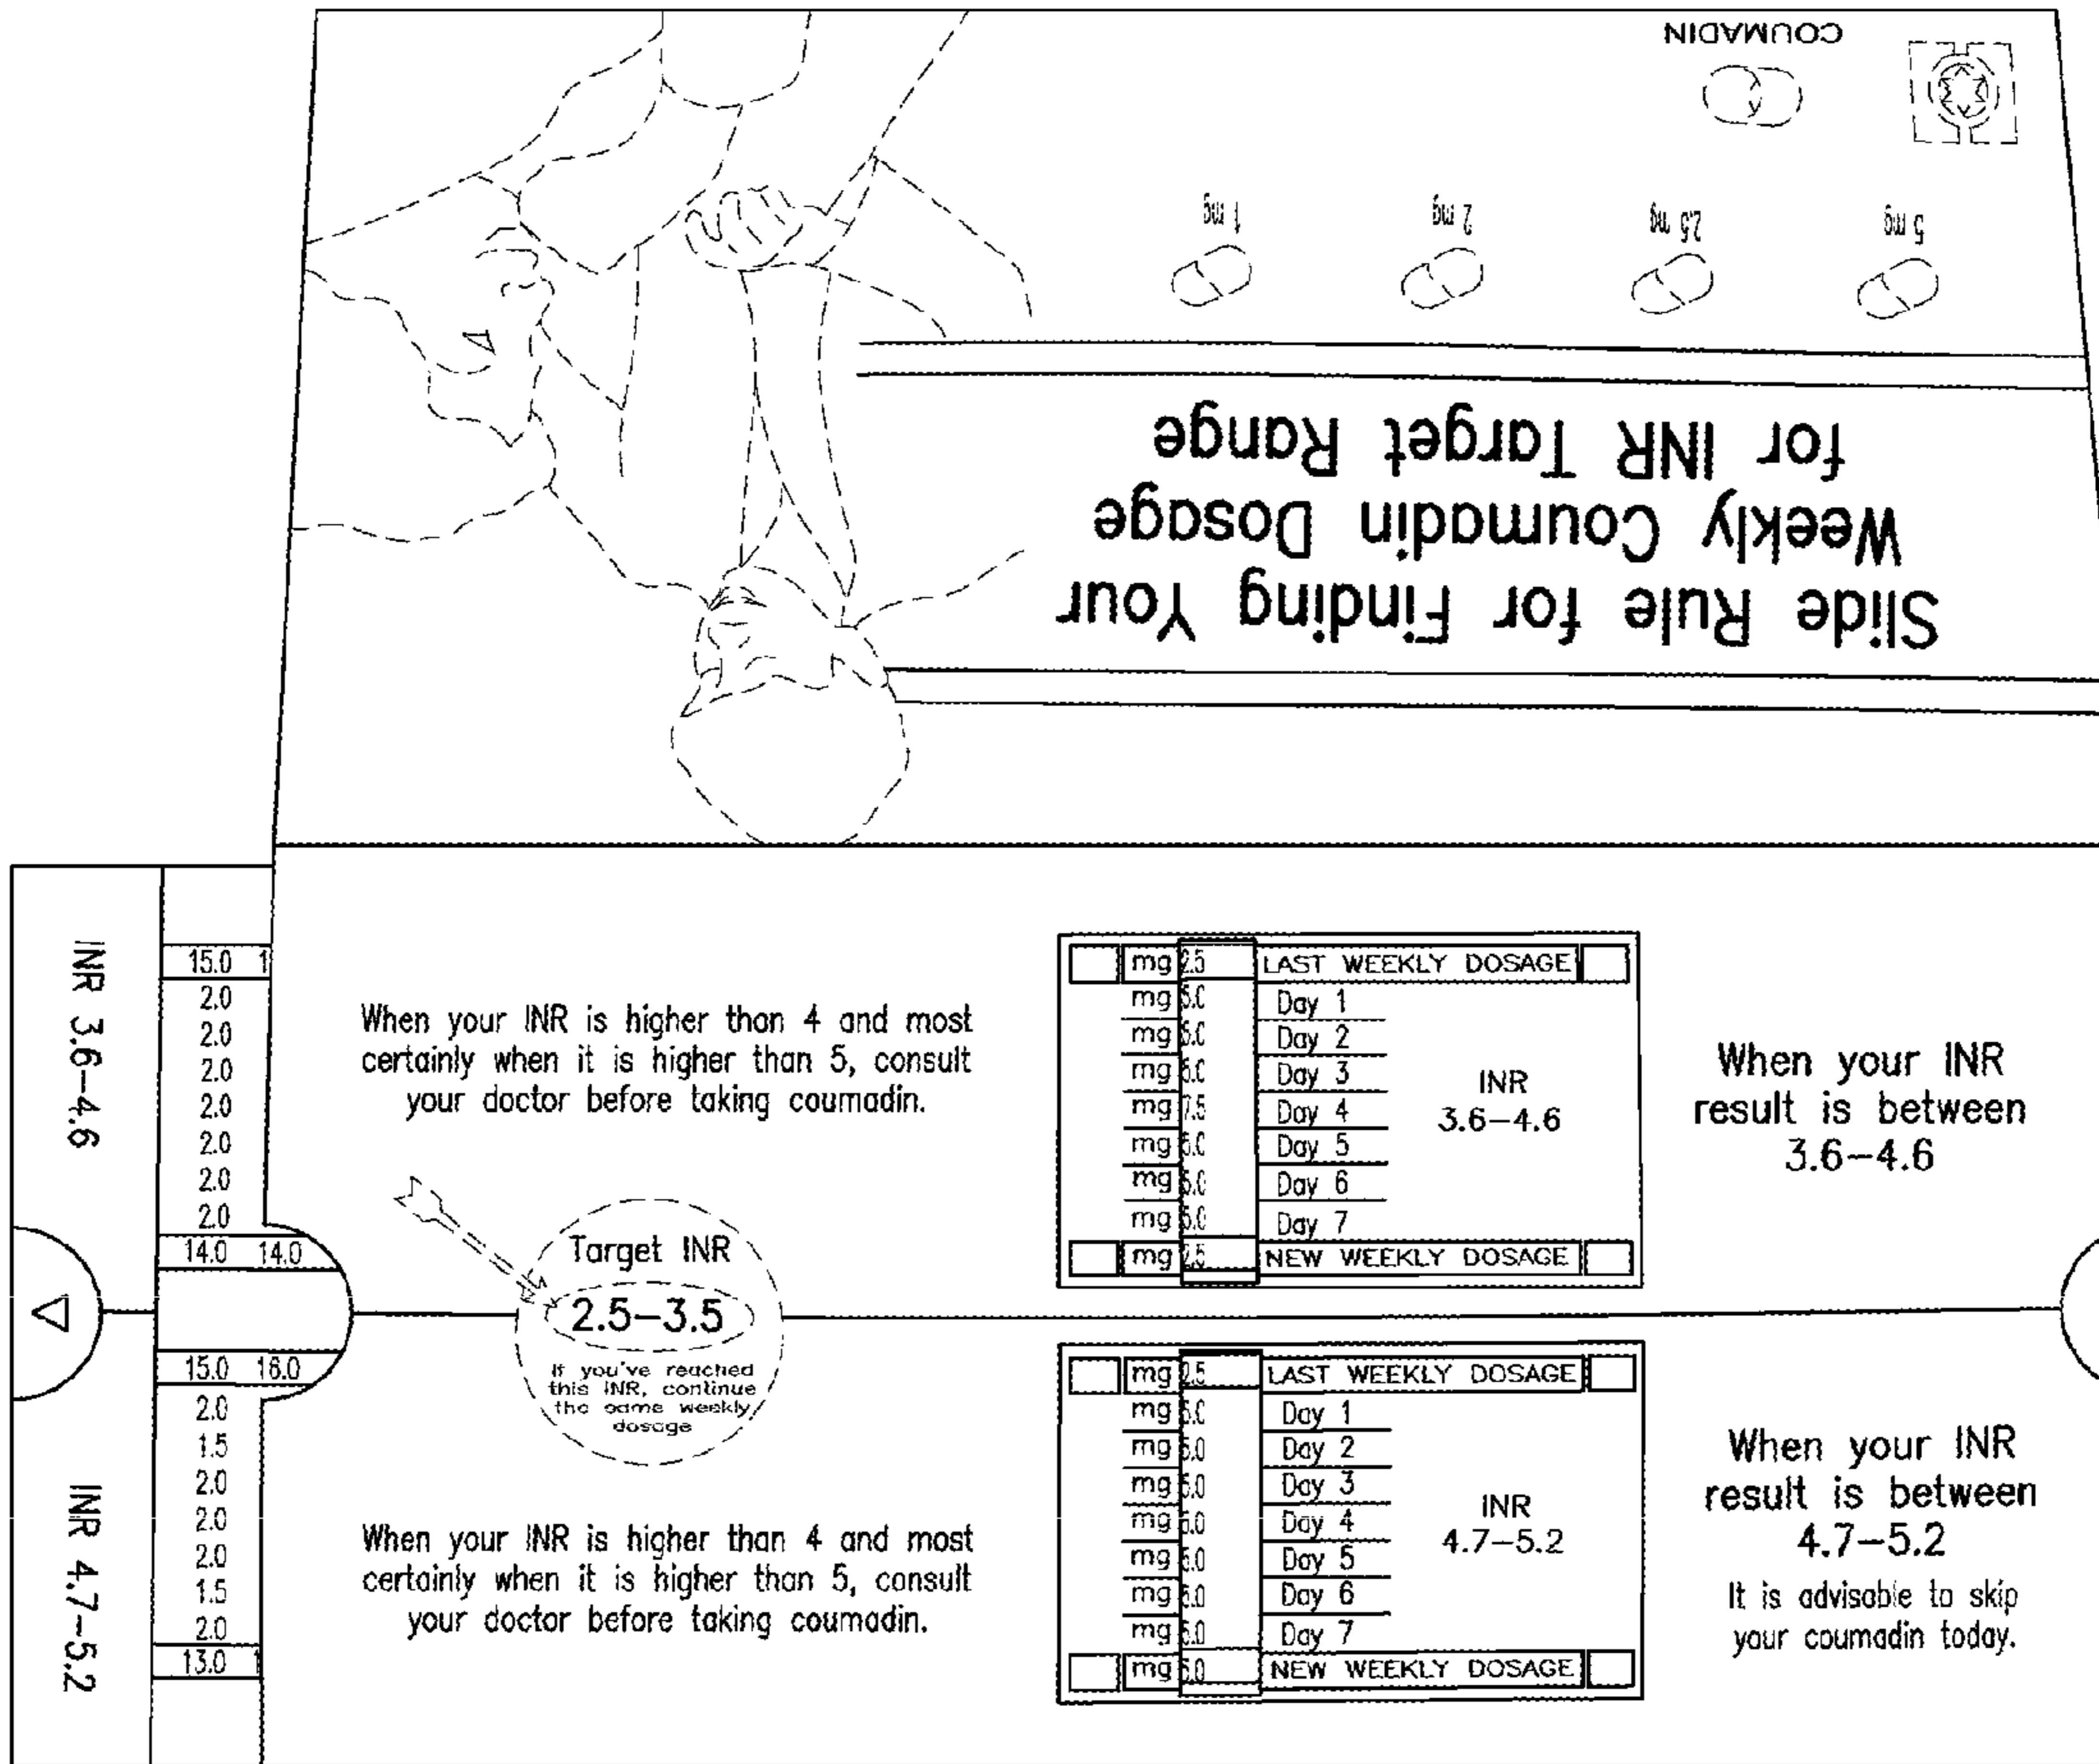 COUMADIN
1 mg
2 mg
2.5 mg
5 mg
Slide Rule for Finding Your
Weekly Coumadin Dosage
for INR Target Range
INR 3.6-4.6
15.0 1
2.0
2.0
2.0
2.0
2.0
2.0
2.0
14.0 14.0
When your INR is higher than 4 and most
certainly when it is higher than 5, consult
your doctor before taking coumadin.
Target INR
2.5-3.5
If you've reached
this INR, continue
the same weekly
dosage
mg 2.5 LAST WEEKLY DOSAGE
mg 5.0 Day 1
mg 5.0 Day 2
mg 5.0 Day 3
mg 7.5 Day 4
mg 5.0 Day 5
mg 5.0 Day 6
mg 5.0 Day 7
mg 2.5 NEW WEEKLY DOSAGE
INR
3.6-4.6
When your INR
result is between
3.6-4.6
INR 4.7-5.2
15.0 16.0
2.0
1.5
2.0
2.0
2.0
1.5
2.0
13.0 1
When your INR is higher than 4 and most
certainly when it is higher than 5, consult
your doctor before taking coumadin.
mg 2.5 LAST WEEKLY DOSAGE
mg 5.0 Day 1
mg 5.0 Day 2
mg 5.0 Day 3
mg 5.0 Day 4
mg 5.0 Day 5
mg 5.0 Day 6
mg 5.0 Day 7
mg 5.0 NEW WEEKLY DOSAGE
INR
4.7-5.2
When your INR
result is between
4.7-5.2
It is advisable to skip
your coumadin today.